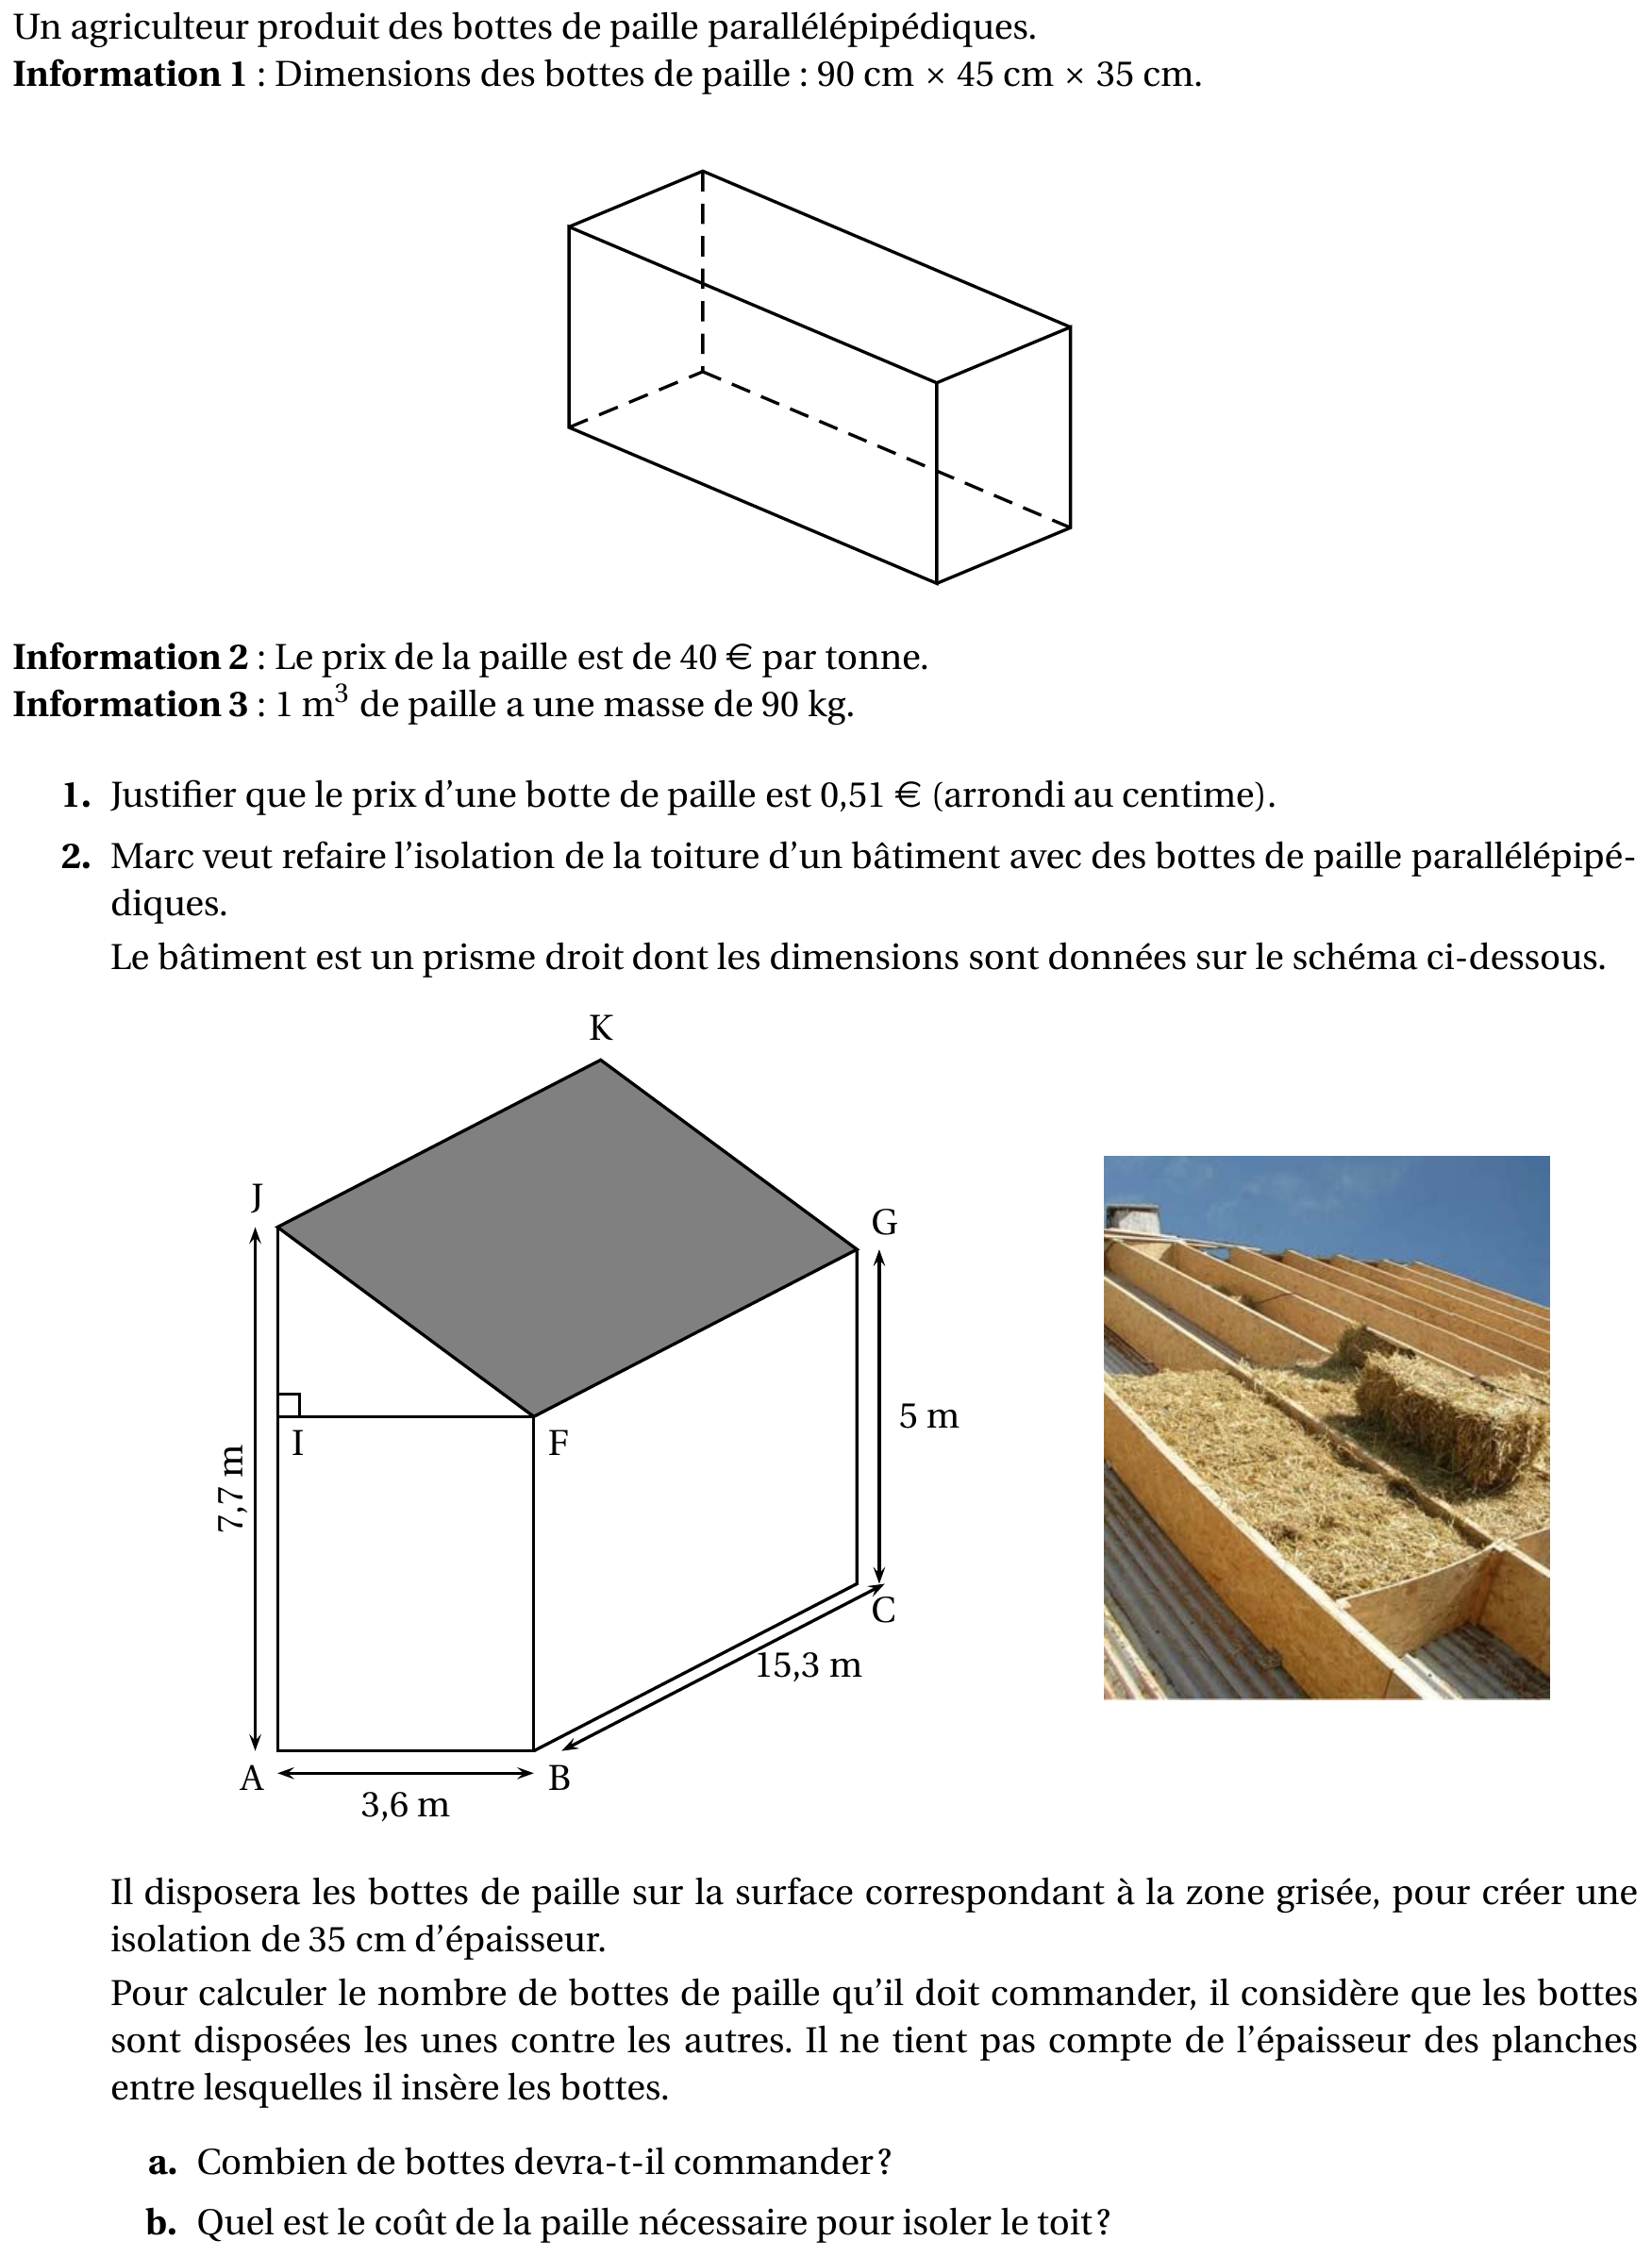 Un agriculteur produit des bottes de paille parallélépipédiques.
Information 1 : Dimensions des bottes de paille : 90 cm × 45 cm × 35 cm.
Information 2 : Le prix de la paille est de 40 € par tonne.
Information 3 : 1 m³ de paille a une masse de 90 kg.
1. Justifier que le prix d'une botte de paille est 0,51 € (arrondi au centime).
2. Marc veut refaire l'isolation de la toiture d'un bâtiment avec des bottes de paille parallélépipé-
diques.
Le bâtiment est un prisme droit dont les dimensions sont données sur le schéma ci-dessous.
K
J
G
I
F
5 m
7,7 m
C
15,3 m
A
B
3,6 m
Il disposera les bottes de paille sur la surface correspondant à la zone grisée, pour créer une
isolation de 35 cm d'épaisseur.
Pour calculer le nombre de bottes de paille qu'il doit commander, il considère que les bottes
sont disposées les unes contre les autres. Il ne tient pas compte de l'épaisseur des planches
entre lesquelles il insère les bottes.
a. Combien de bottes devra-t-il commander ?
b. Quel est le coût de la paille nécessaire pour isoler le toit ?